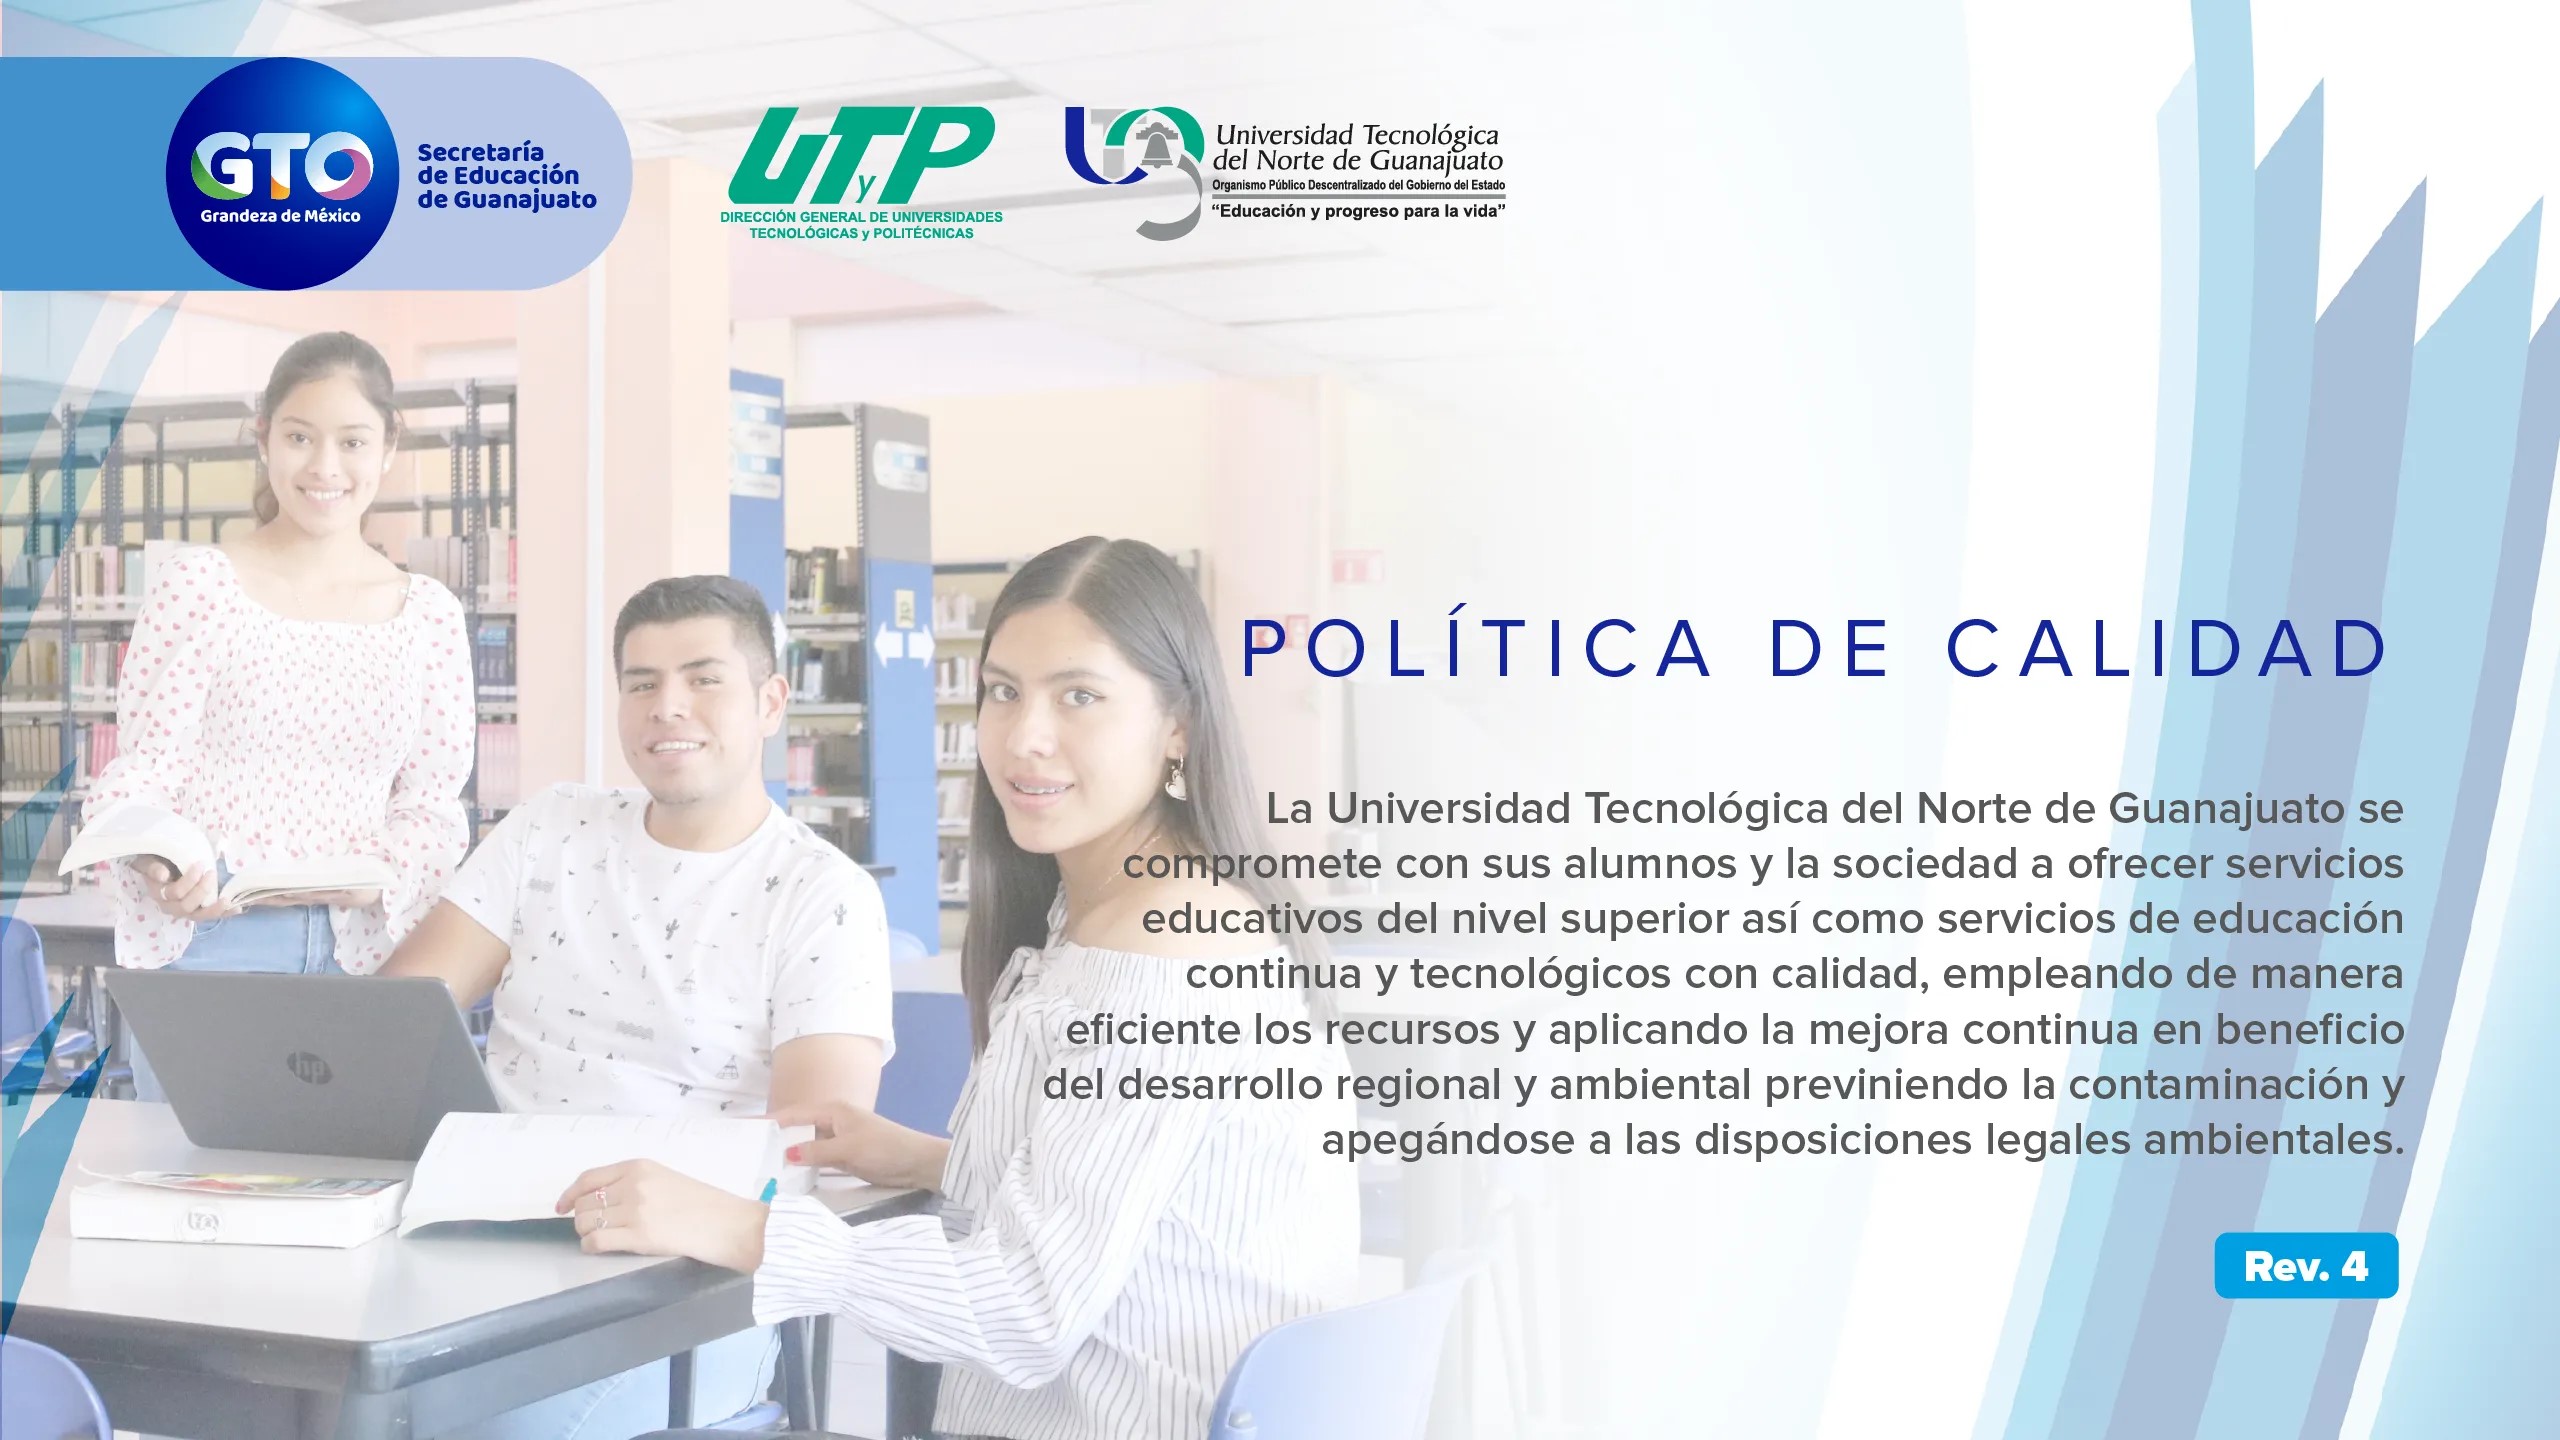 GTO
Grandeza de México
Secretaría
de Educación
de Guanajuato
UTyP
DIRECCIÓN GENERAL DE UNIVERSIDADES
TECNOLÓGICAS y POLITÉCNICAS
Universidad Tecnológica
del Norte de Guanajuato
Organismo Público Descentralizado del Gobierno del Estado
“Educación y progreso para la vida”
POLÍTICA DE CALIDAD
La Universidad Tecnológica del Norte de Guanajuato se
compromete con sus alumnos y la sociedad a ofrecer servicios
educativos del nivel superior así como servicios de educación
continua y tecnológicos con calidad, empleando de manera
eficiente los recursos y aplicando la mejora continua en beneficio
del desarrollo regional y ambiental previniendo la contaminación y
apegándose a las disposiciones legales ambientales.
hp
Rev. 4